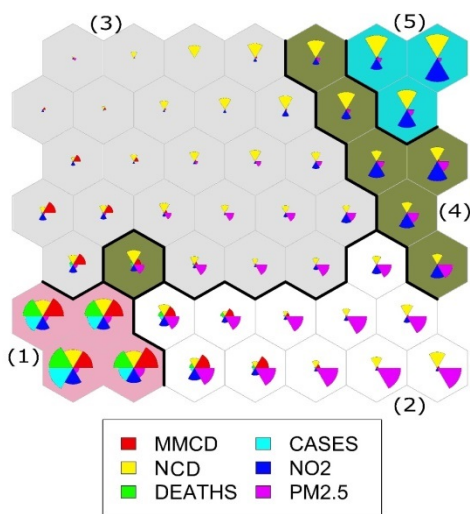 (3)
(5)
(4)
(1)
(2)
MMCD CASES
NCD NO2
DEATHS PM2.5